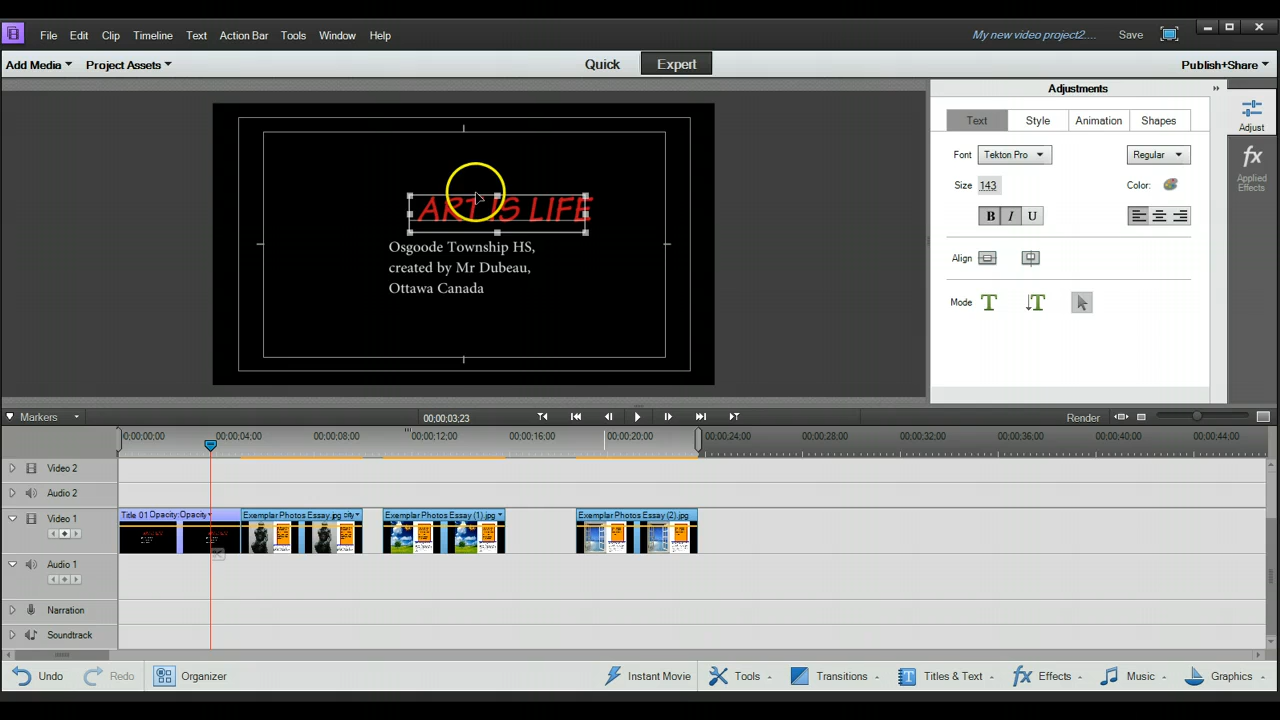 File Edit Clip Timeline Text Action Bar Tools Window Help My new video project2.... Save
Add Media Project Assets Quick Expert Publish+Share
Adjustments
Text Style Animation Shapes
Adjust
Font Tekton Pro Regular
Size 143 Color:
B I U
Align
Mode T T
fx
Applied
Effects
ART IS LIFE
Osgoode Township HS,
created by Mr Dubeau,
Ottawa Canada
Markers 00;00;03;23 Render
0;00;00;00 00;00;04;00 00;00;08;00 00;00;12;00 00;00;16;00 00;00;20;00 00;00;24;00 00;00;28;00 00;00;32;00 00;00;36;00 00;00;40;00 00;00;44;00
Video 2
Audio 2
Video 1 Title 01 Opacity:Opacity Exemplar Photos Essay.jpg city Exemplar Photos Essay (1).jpg Exemplar Photos Essay (2).jpg
Audio 1
Narration
Soundtrack
Undo Redo Organizer Instant Movie Tools Transitions Titles & Text fx Effects Music Graphics